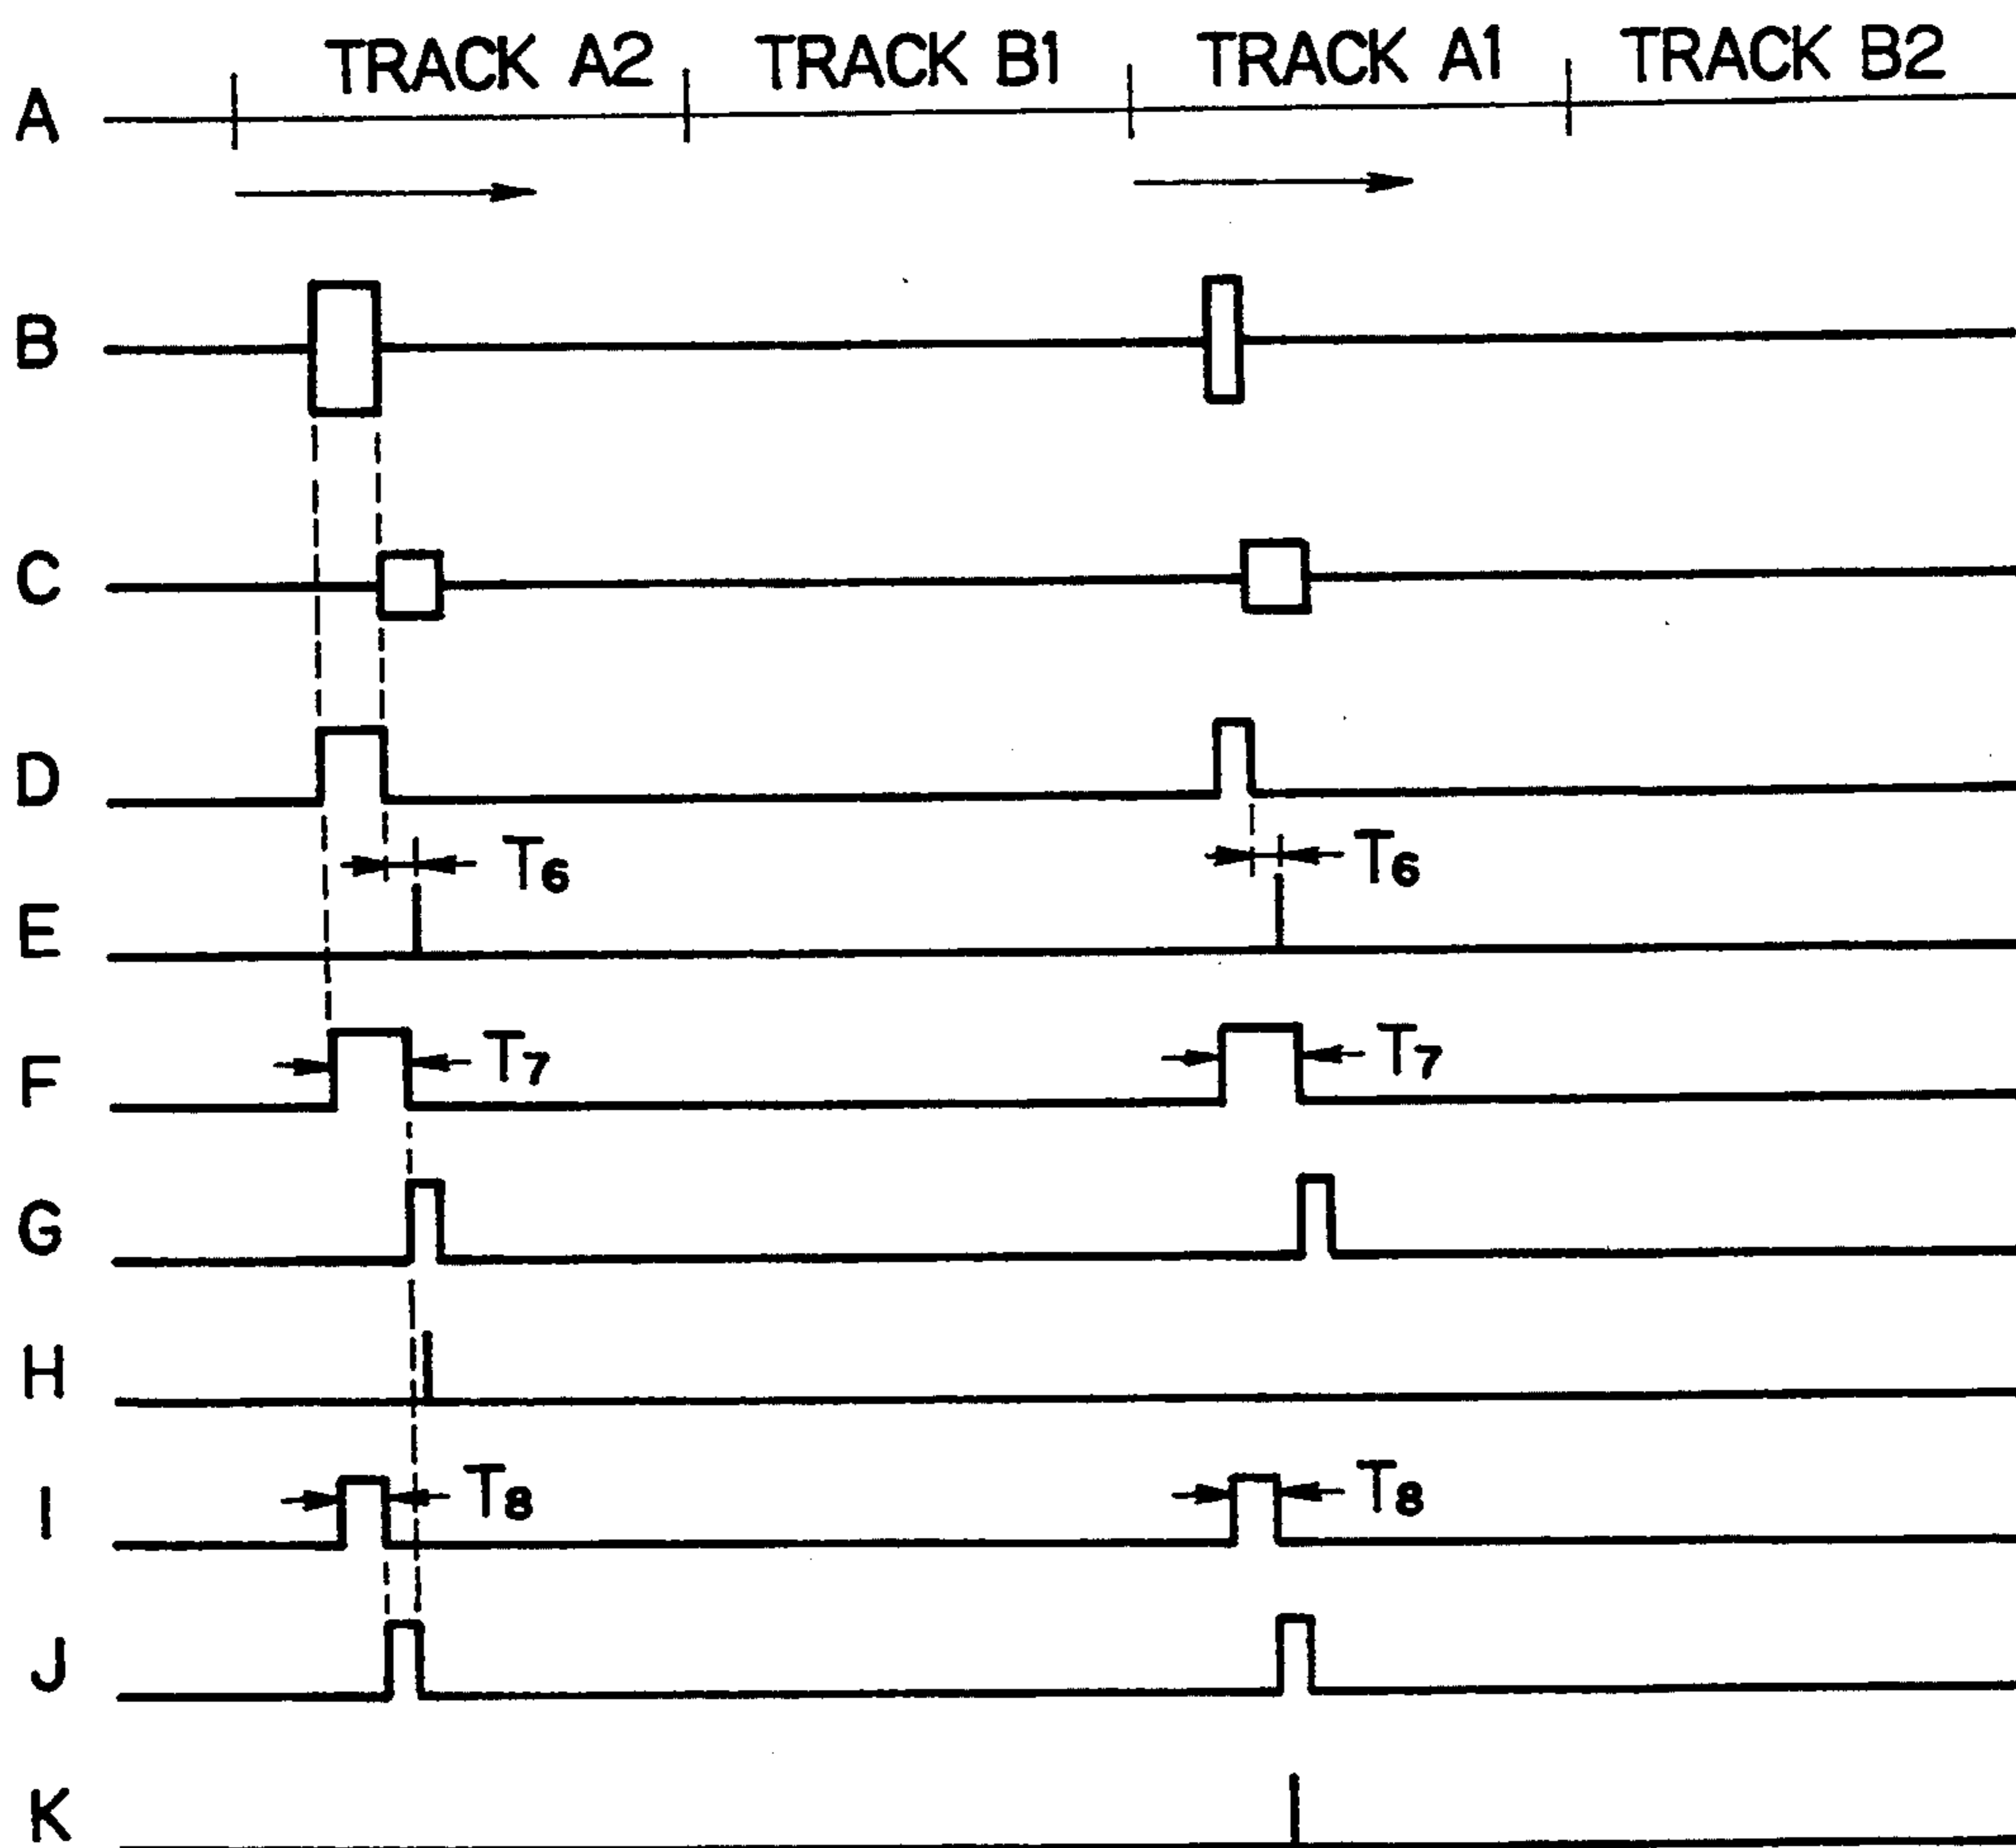 TRACK A2 TRACK B1 TRACK A1 TRACK B2
A
B
C
D
T6 T6
E
F T7 T7
G
H
I T8 T8
J
K